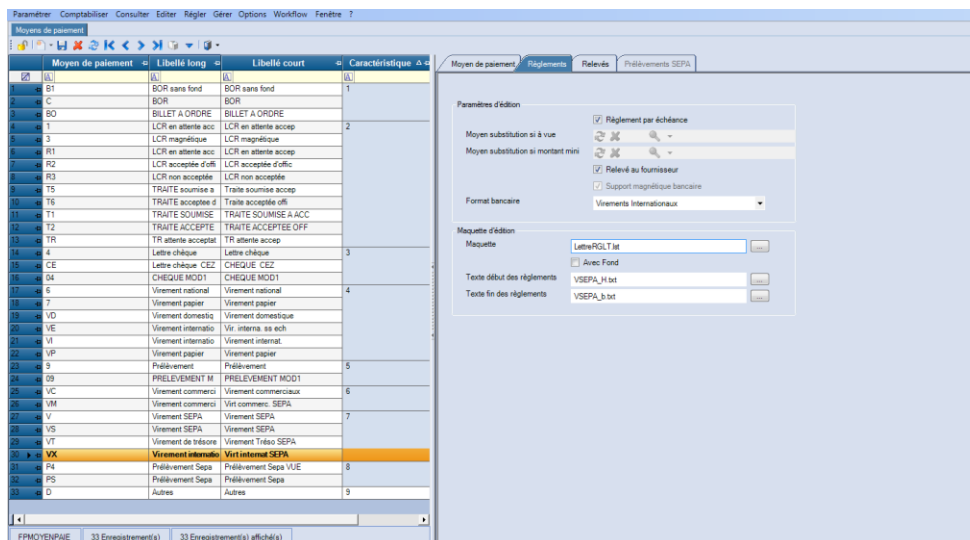 Paramétrer Comptabiliser Consulter Editer Régler Gérer Options Workflow Fenêtre ?
Moyens de paiement
Moyen de paiement Libellé long Libellé court Caractéristique
1 B1 BOR sans fond BOR sans fond 1
2 C BOR BOR
3 BO BILLET A ORDRE BILLET A ORDRE
4 1 LCR en attente acc LCR en attente accep 2
5 3 LCR magnétique LCR magnétique
6 R1 LCR en attente acc LCR en attente accep
7 R2 LCR acceptée d'offi LCR acceptée d'offic
8 R3 LCR non acceptée LCR non acceptée
9 T5 TRAITE soumise a Traite soumise accep
10 T6 TRAITE acceptee d Traite acceptée offi
11 T1 TRAITE SOUMISE TRAITE SOUMISE A ACC
12 T2 TRAITE ACCEPTE TRAITE ACCEPTEE OFF
13 TR TR attente acceptat TR attente accep
14 4 Lettre chèque Lettre chèque 3
15 CE Lettre chèque CEZ CHEQUE CEZ
16 04 CHEQUE MOD1 CHEQUE MOD1
17 6 Virement national Virement national 4
18 7 Virement papier Virement papier
19 VD Virement domestiq Virement domestique
20 VE Virement internatio Vir. interna. ss ech
21 VI Virement internatio Virement internat.
22 VP Virement papier Virement papier
23 9 Prélèvement Prélèvement 5
24 09 PRELEVEMENT M PRELEVEMENT MOD1
25 VC Virement commerci Virement commerciaux 6
26 VM Virement commerci Virt commerc. SEPA
27 V Virement SEPA Virement SEPA 7
28 VS Virement SEPA Virement SEPA
29 VT Virement de trésore Virement Tréso SEPA
30 VX Virement internatio Virt internat SEPA
31 P4 Prélèvement Sepa Prélèvement Sepa VUE 8
32 PS Prélèvement Sepa Prélèvement Sepa
33 D Autres Autres 9
FPMOYENPAIE 33 Enregistrement(s) 33 Enregistrement(s) affiché(s)
Moyen de paiement Règlements Relevés Prélèvements SEPA
Paramètres d'édition
Règlement par échéance
Moyen substitution si à vue
Moyen substitution si montant mini
Relevé au fournisseur
Support magnétique bancaire
Format bancaire Virements Internationaux
Maquette d'édition
Maquette LettreRGLT.lst ...
Avec Fond
Texte début des règlements VSEPA_H.txt ...
Texte fin des règlements VSEPA_b.txt ...